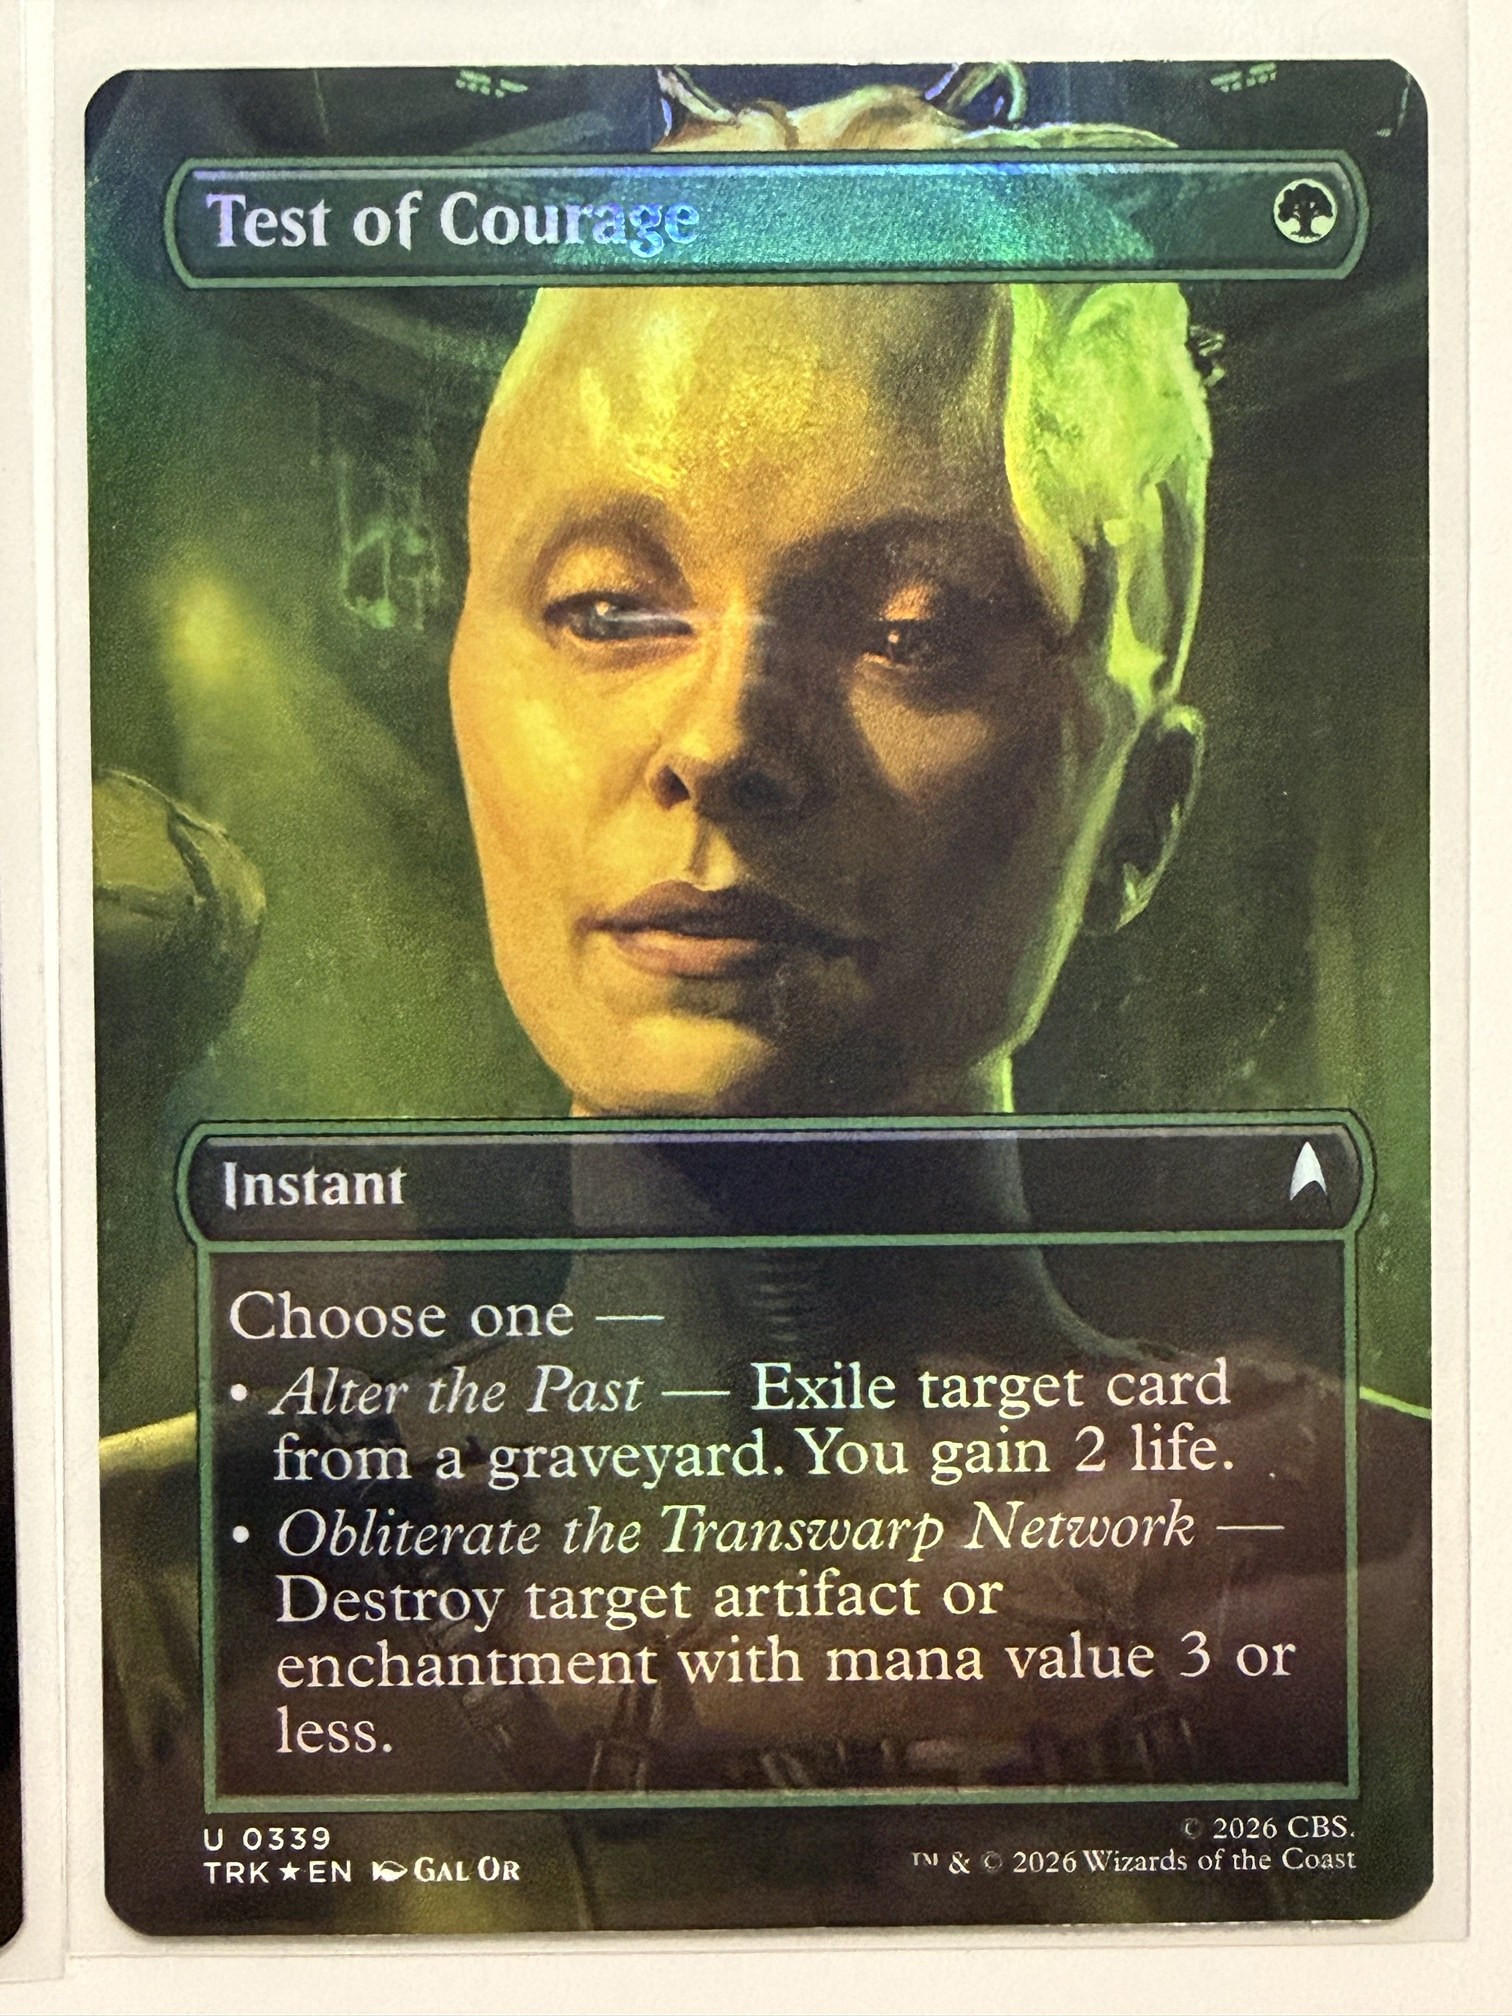 Test of Courage
Instant
Choose one —
• Alter the Past — Exile target card
from a graveyard. You gain 2 life.
• Obliterate the Transwarp Network —
Destroy target artifact or
enchantment with mana value 3 or
less.
U 0339
TRK★EN Gal Or
© 2026 CBS.
™ & © 2026 Wizards of the Coast